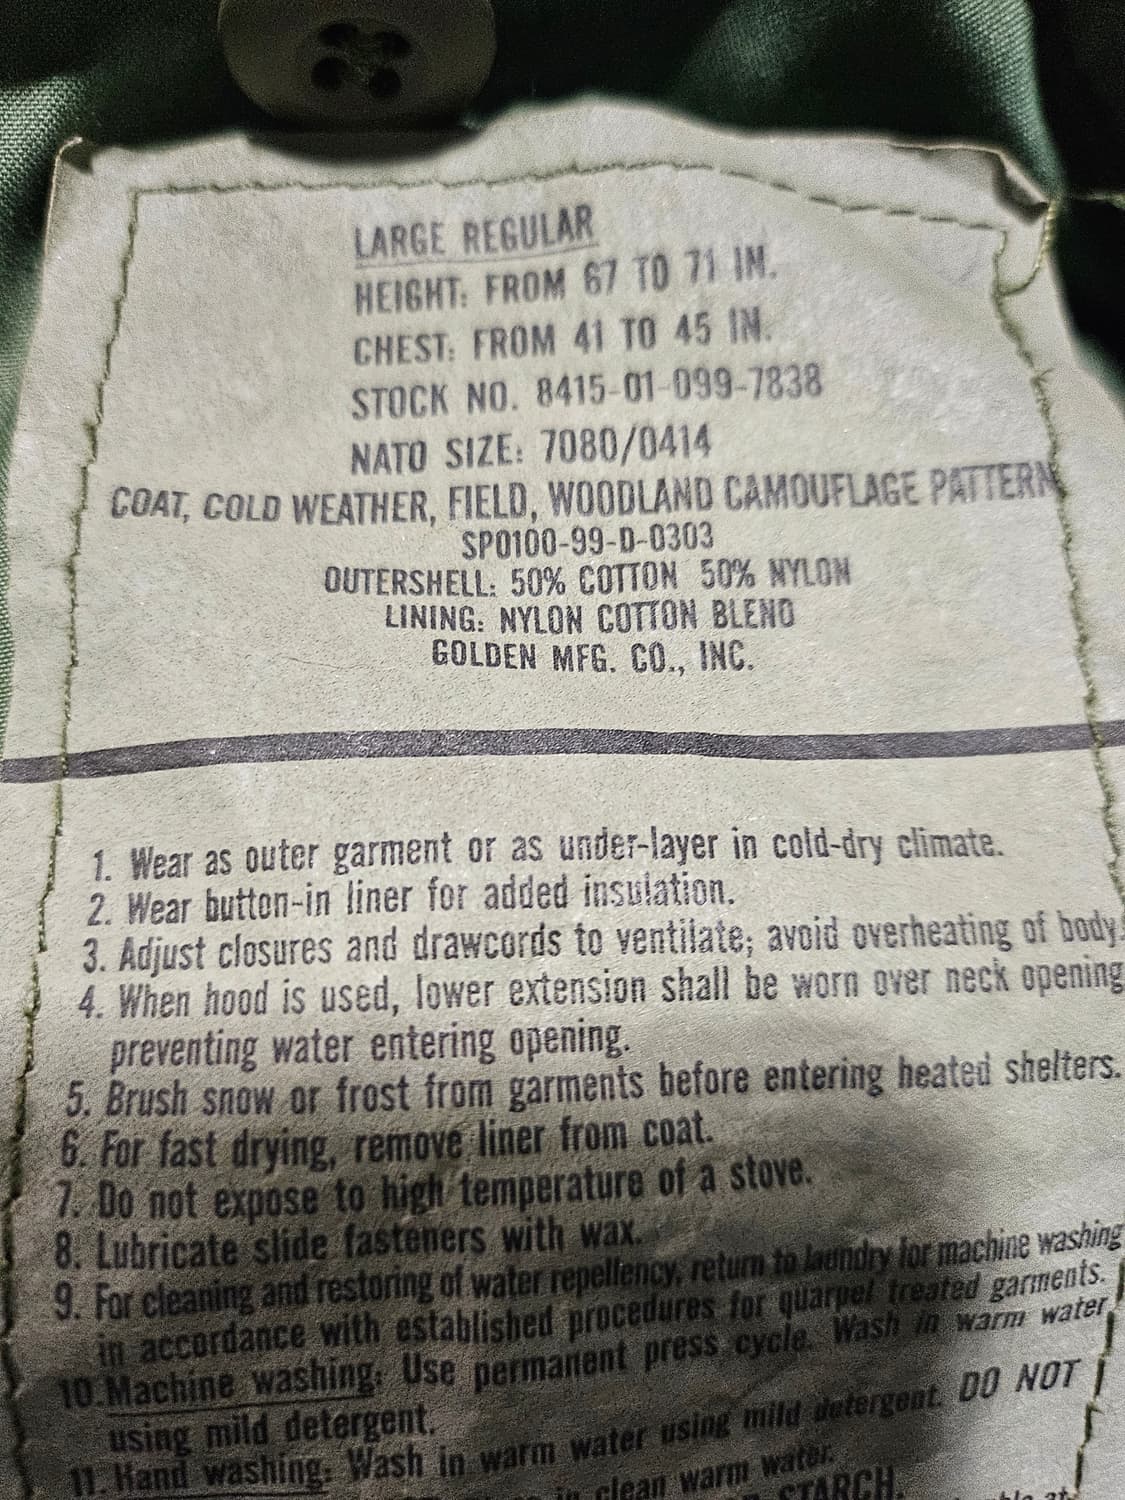 LARGE REGULAR
HEIGHT: FROM 67 TO 71 IN.
CHEST: FROM 41 TO 45 IN.
STOCK NO. 8415-01-099-7838
NATO SIZE: 7080/0414
COAT, COLD WEATHER, FIELD, WOODLAND CAMOUFLAGE PATTERN
SP0100-99-D-0303
OUTERSHELL: 50% COTTON 50% NYLON
LINING: NYLON COTTON BLEND
GOLDEN MFG. CO., INC.
1. Wear as outer garment or as under-layer in cold-dry climate.
2. Wear button-in liner for added insulation.
3. Adjust closures and drawcords to ventilate; avoid overheating of body.
4. When hood is used, lower extension shall be worn over neck opening
preventing water entering opening.
5. Brush snow or frost from garments before entering heated shelters.
6. For fast drying, remove liner from coat.
7. Do not expose to high temperature of a stove.
8. Lubricate slide fasteners with wax.
9. For cleaning and restoring of water repellency, return to laundry for machine washing
in accordance with established procedures for quarpel treated garments.
10. Machine washing: Use permanent press cycle. Wash in warm water,
using mild detergent.
11. Hand washing: Wash in warm water using mild detergent. DO NOT
in clean warm water.
STARCH.